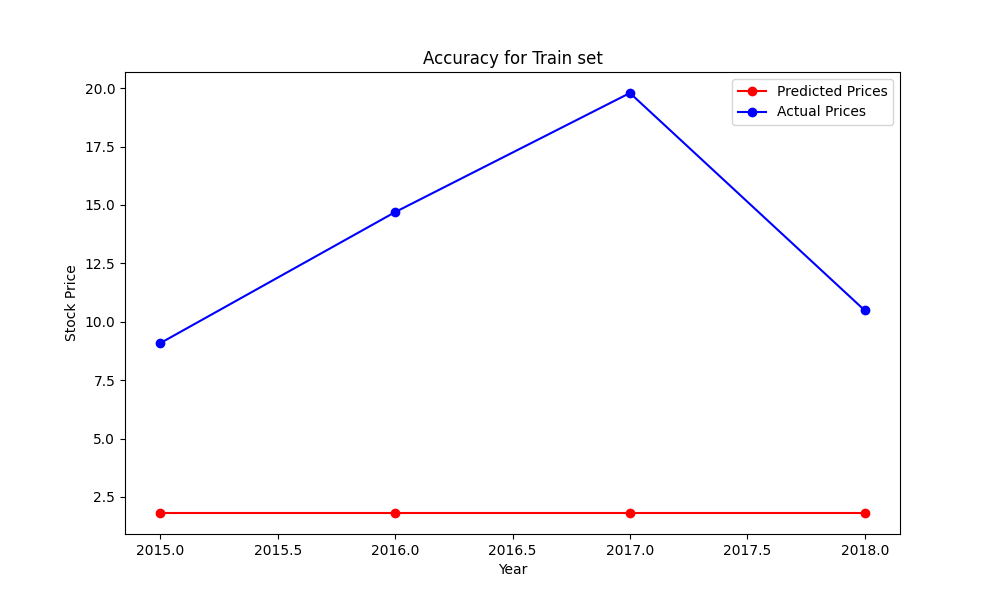 Accuracy for Train set
Predicted Prices
Actual Prices
20.0
17.5
15.0
12.5
10.0
7.5
5.0
2.5
Stock Price
2015.0 2015.5 2016.0 2016.5 2017.0 2017.5 2018.0
Year